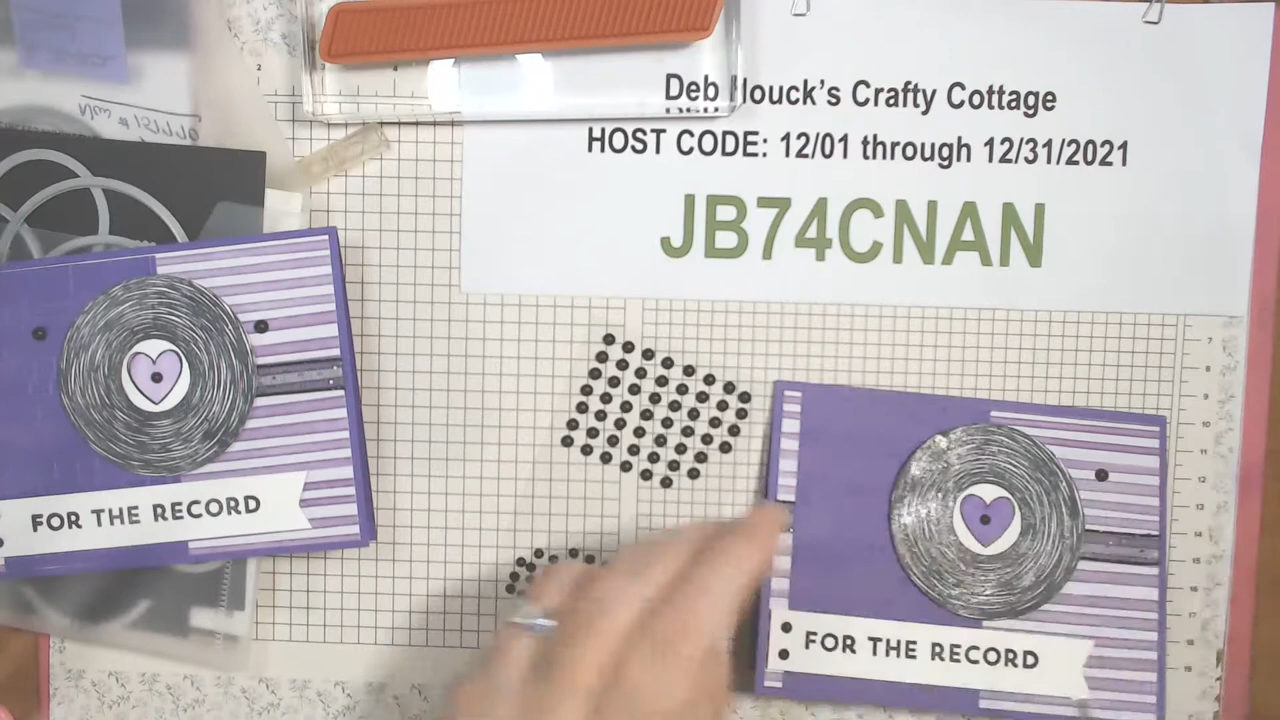 Deb Houck's Crafty Cottage
HOST CODE: 12/01 through 12/31/2021
JB74CNAN
FOR THE RECORD
FOR THE RECORD